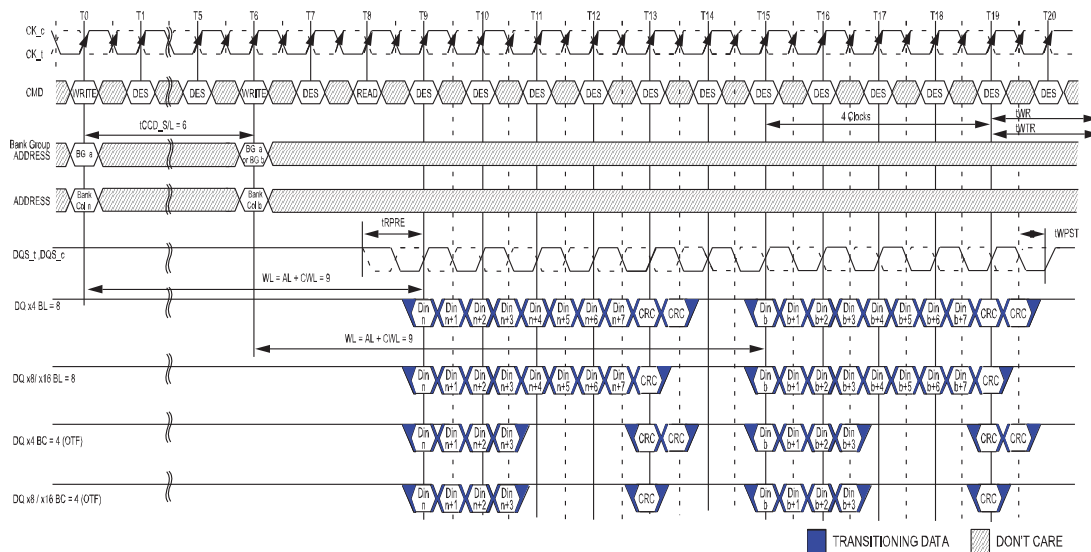 T0 T1 T5 T6 T7 T8 T9 T10 T11 T12 T13 T14 T15 T16 T17 T18 T19 T20
CK_c
CK_t
CMD WRITE DES DES WRITE DES READ DES DES DES DES DES DES DES DES DES DES DES DES
tCCD_S/L = 6 4 Clocks tWR
tWTR
Bank Group
ADDRESS BG a BG a
or BG b
ADDRESS Bank
Col n Bank
Col b
tRPRE tWPST
DQS_t ,DQS_c
WL = AL + CWL = 9
DQ x4 BL = 8 Din
n Din
n+1 Din
n+2 Din
n+3 Din
n+4 Din
n+5 Din
n+6 Din
n+7 CRC CRC Din
b Din
b+1 Din
b+2 Din
b+3 Din
b+4 Din
b+5 Din
b+6 Din
b+7 CRC CRC
WL = AL + CWL = 9
DQ x8/ x16 BL = 8 Din
n Din
n+1 Din
n+2 Din
n+3 Din
n+4 Din
n+5 Din
n+6 Din
n+7 CRC Din
b Din
b+1 Din
b+2 Din
b+3 Din
b+4 Din
b+5 Din
b+6 Din
b+7 CRC
DQ x4 BC = 4 (OTF) Din
n Din
n+1 Din
n+2 Din
n+3 CRC CRC Din
b Din
b+1 Din
b+2 Din
b+3 CRC CRC
DQ x8 / x16 BC = 4 (OTF) Din
n Din
n+1 Din
n+2 Din
n+3 CRC Din
b Din
b+1 Din
b+2 Din
b+3 CRC
TRANSITIONING DATA DON'T CARE